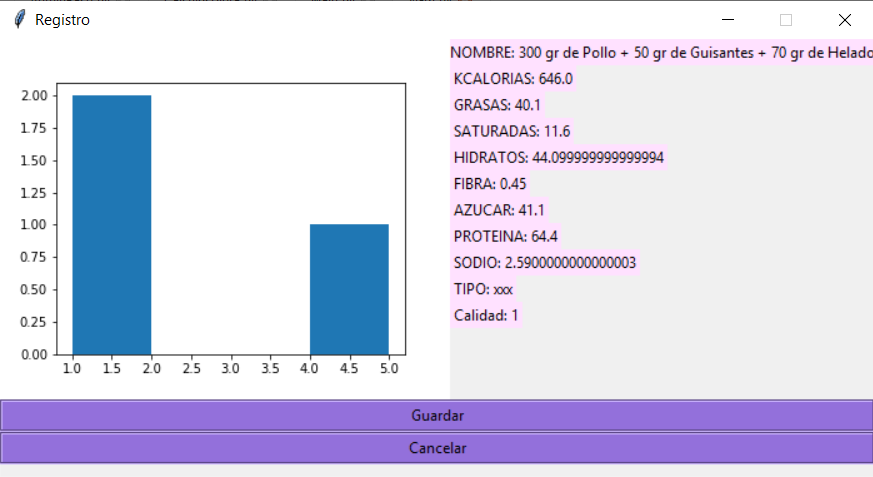 Registro
NOMBRE: 300 gr de Pollo + 50 gr de Guisantes + 70 gr de Helado
KCALORIAS: 646.0
GRASAS: 40.1
SATURADAS: 11.6
HIDRATOS: 44.099999999999994
FIBRA: 0.45
AZUCAR: 41.1
PROTEINA: 64.4
SODIO: 2.5900000000000003
TIPO: xxx
Calidad: 1
2.00
1.75
1.50
1.25
1.00
0.75
0.50
0.25
0.00
1.0 1.5 2.0 2.5 3.0 3.5 4.0 4.5 5.0
Guardar
Cancelar